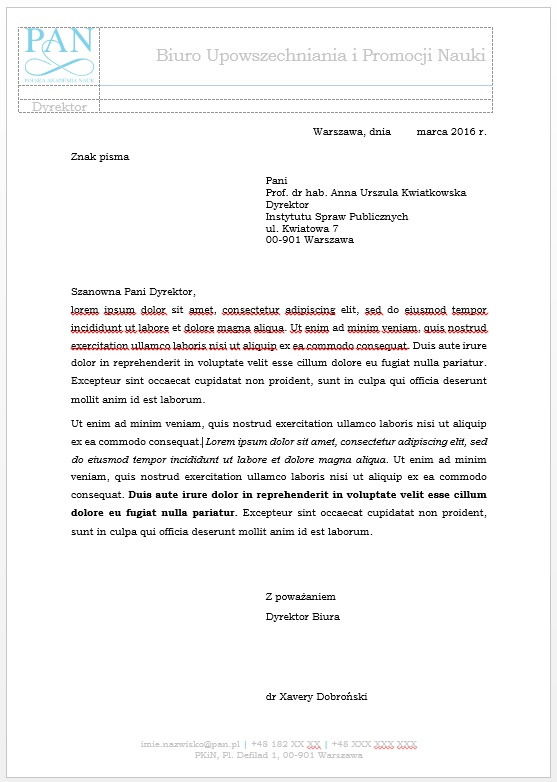 PAN
POLSKA AKADEMIA NAUK
Biuro Upowszechniania i Promocji Nauki
Dyrektor
Warszawa, dnia marca 2016 r.
Znak pisma
Pani
Prof. dr hab. Anna Urszula Kwiatkowska
Dyrektor
Instytutu Spraw Publicznych
ul. Kwiatowa 7
00-901 Warszawa
Szanowna Pani Dyrektor,
lorem ipsum dolor sit amet, consectetur adipiscing elit, sed do eiusmod tempor
incididunt ut labore et dolore magna aliqua. Ut enim ad minim veniam, quis nostrud
exercitation ullamco laboris nisi ut aliquip ex ea commodo consequat. Duis aute irure
dolor in reprehenderit in voluptate velit esse cillum dolore eu fugiat nulla pariatur.
Excepteur sint occaecat cupidatat non proident, sunt in culpa qui officia deserunt
mollit anim id est laborum.
Ut enim ad minim veniam, quis nostrud exercitation ullamco laboris nisi ut aliquip
ex ea commodo consequat. Lorem ipsum dolor sit amet, consectetur adipiscing elit, sed
do eiusmod tempor incididunt ut labore et dolore magna aliqua. Ut enim ad minim
veniam, quis nostrud exercitation ullamco laboris nisi ut aliquip ex ea commodo
consequat. Duis aute irure dolor in reprehenderit in voluptate velit esse cillum
dolore eu fugiat nulla pariatur. Excepteur sint occaecat cupidatat non proident,
sunt in culpa qui officia deserunt mollit anim id est laborum.
Z poważaniem
Dyrektor Biura
dr Xavery Dobroński
imie.nazwisko@pan.pl | +48 182 XX XX | +48 XXX XXX XXX
PKiN, Pl. Defilad 1, 00-901 Warszawa